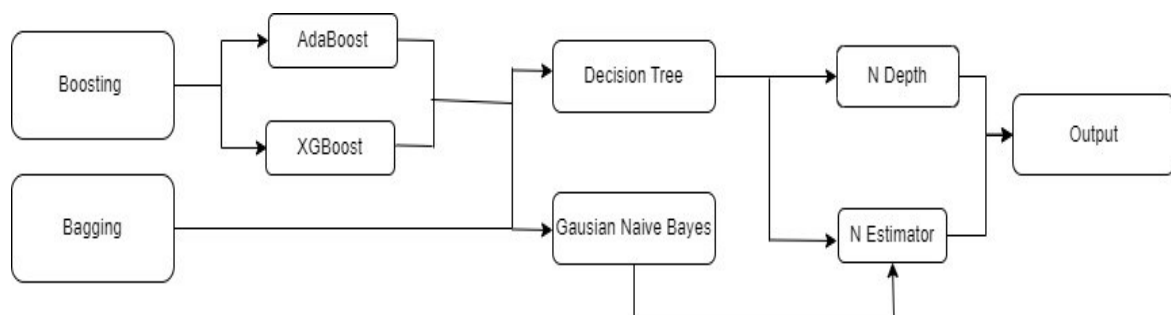 Boosting
AdaBoost
XGBoost
Bagging
Decision Tree
Gausian Naive Bayes
N Depth
N Estimator
Output